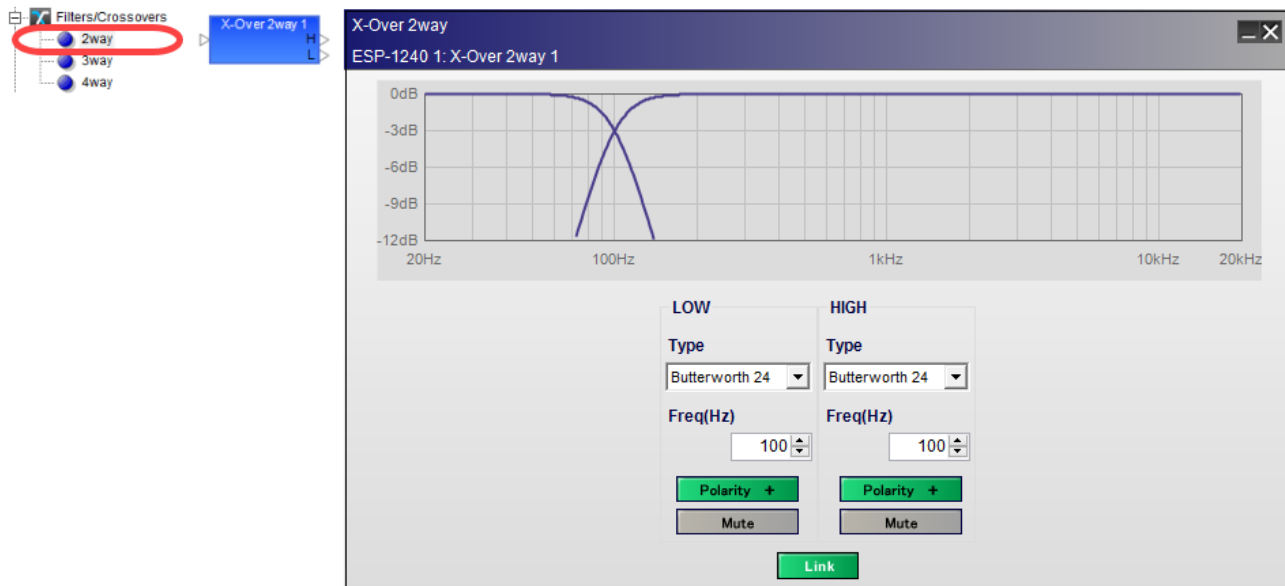 Filters/Crossovers
2way
3way
4way
X-Over 2way 1
H
L
X-Over 2way
ESP-1240 1: X-Over 2way 1
0dB
-3dB
-6dB
-9dB
-12dB
20Hz 100Hz 1kHz 10kHz 20kHz
LOW HIGH
Type Type
Butterworth 24 Butterworth 24
Freq(Hz) Freq(Hz)
100 100
Polarity + Polarity +
Mute Mute
Link